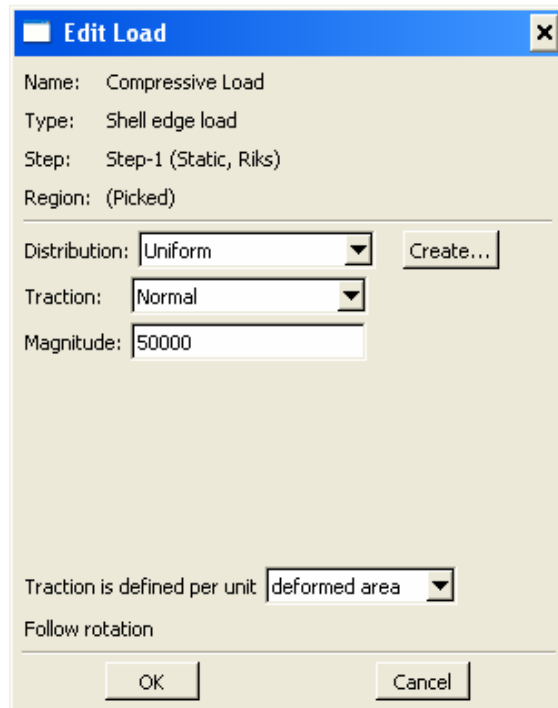 Edit Load
Name: Compressive Load
Type: Shell edge load
Step: Step-1 (Static, Riks)
Region: (Picked)
Distribution: Uniform Create...
Traction: Normal
Magnitude: 50000
Traction is defined per unit deformed area
Follow rotation
OK Cancel